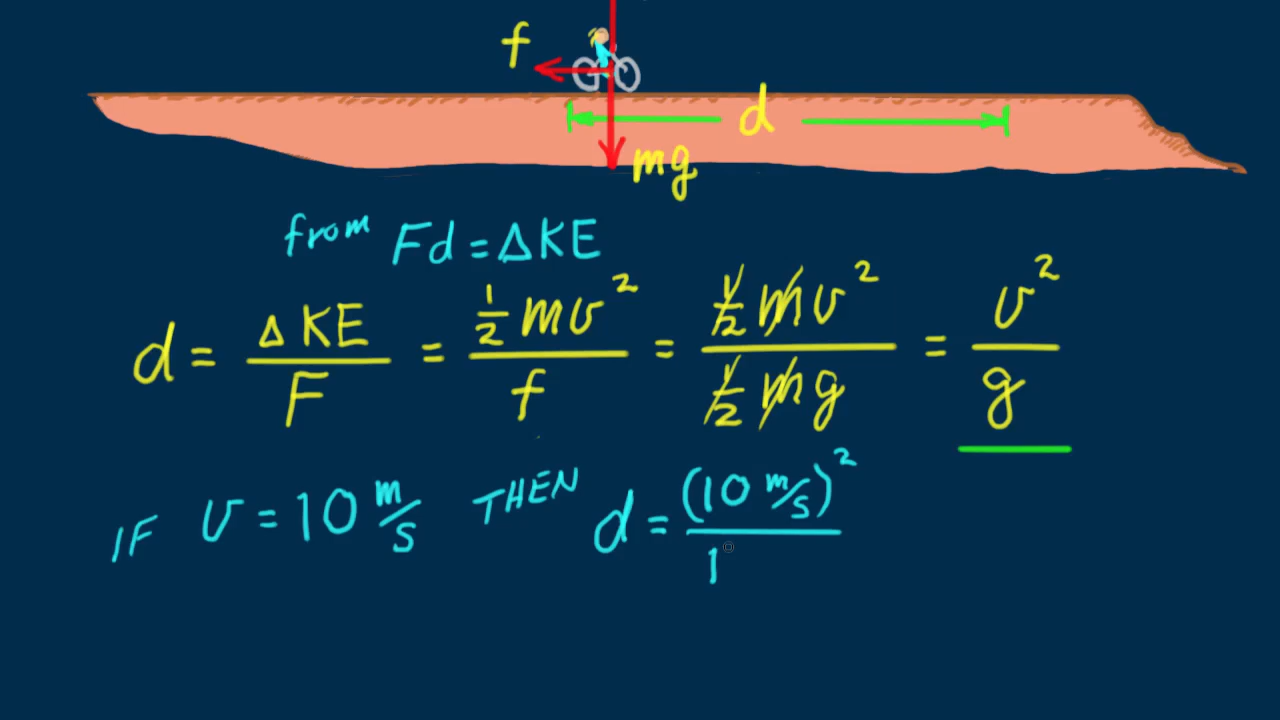 f
d
mg
from Fd = ΔKE
d = ΔKE / F = ½mv² / f = ½mv² / ½mg = v² / g
IF v = 10 m/s THEN d = (10 m/s)² / 1